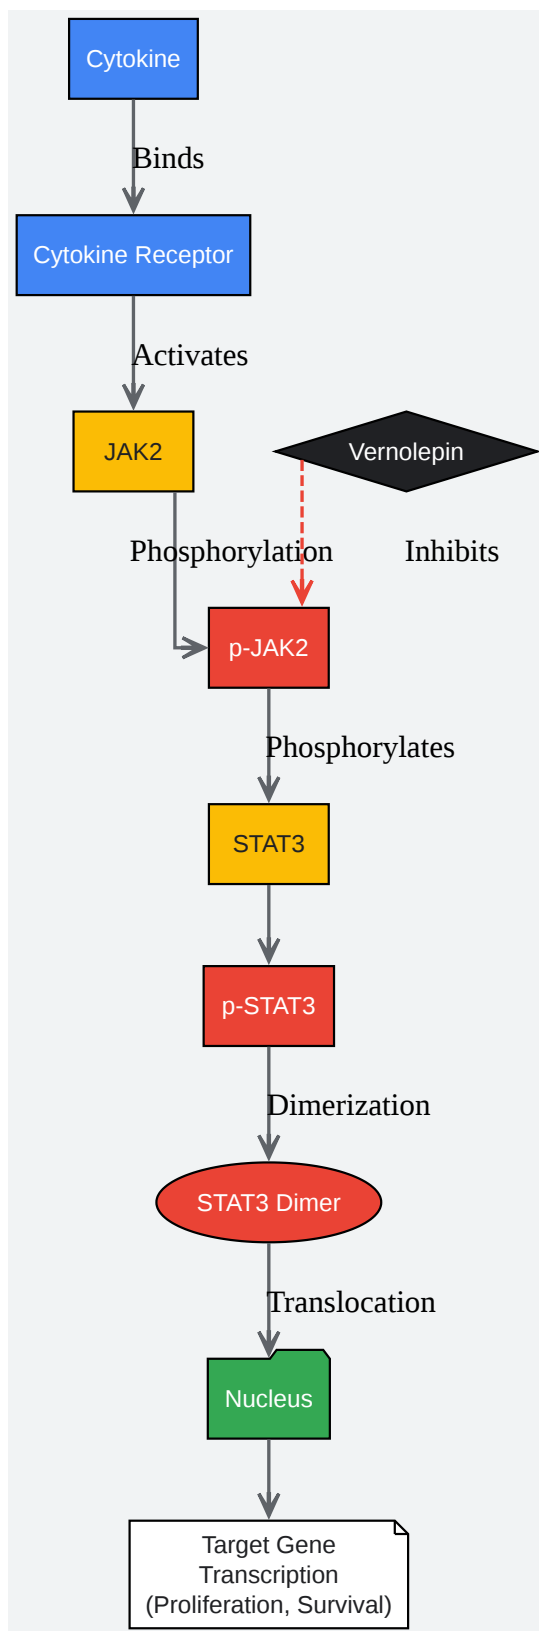 Cytokine
Binds
Cytokine Receptor
Activates
JAK2
Vernolepin
Phosphorylation
Inhibits
p-JAK2
Phosphorylates
STAT3
p-STAT3
Dimerization
STAT3 Dimer
Translocation
Nucleus
Target Gene
Transcription
(Proliferation, Survival)